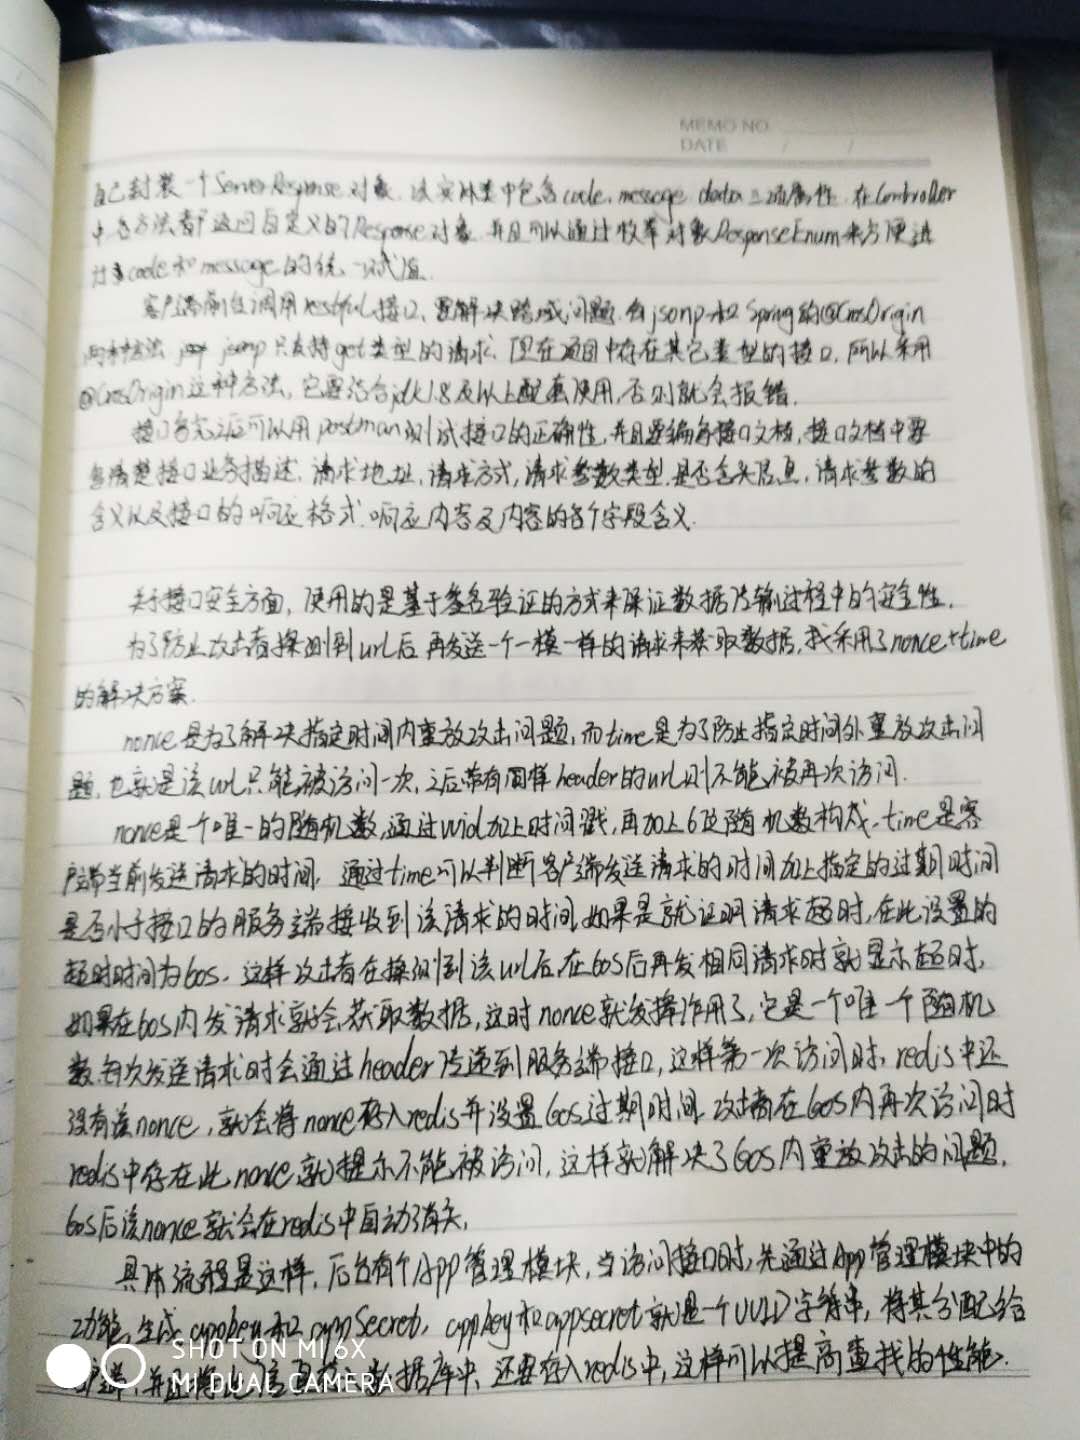 MEMO NO.
DATE / /
自己封装一个ServerResponse对象,该实体类中包含code、message、data三项属性,在Controller
中各方法都返回自定义的Response对象,并且可以通过枚举对象ResponseEnum来方便进
行code和message的统一赋值.
客户端前台调用restful接口,要解决跨域问题,有jsonp和Spring的@CrosOrigin
两种方法, jsonp只支持get类型的请求,但在项目中存在其它类型的接口,所以采用
@CrosOrigin这种方法,它要结合jdk1.8及以上配套使用,否则就会报错.
接口写完之后可以用postman测试接口的正确性,并且要编写接口文档,接口文档中要
写清楚接口业务描述,请求地址,请求方式,请求参数类型,是否含头信息,请求参数的
含义以及接口的响应格式,响应内容及内容的各个字段含义.
关于接口安全方面,使用的是基于签名验证的方式来保证数据传输过程中的安全性.
为了防止攻击者探测到url后再发送一个一模一样的请求来获取数据,我采用了nonce+time
的解决方案.
nonce是为了解决指定时间内重放攻击问题,而time是为了防止指定时间外重放攻击问
题,也就是该url只能被访问一次,之后带有同样header的url则不能被再次访问.
nonce是一个唯一的随机数,通过uuid加上时间戳,再加上6位随机数构成,time是客
户端当前发送请求的时间,通过time可以判断客户端发送请求的时间加上指定的过期时间
是否小于接口的服务端接收到该请求的时间,如果是就证明请求超时,在此设置的
超时时间为60s.这样攻击者在探测到该url后,在60s后再发相同请求时就显示超时,
如果在60s内发请求就会获取数据,这时nonce就发挥作用了,它是一个唯一个随机
数,每次发送请求时会通过header传递到服务端接口,这样第一次访问时,redis中还
没有该nonce,就会将nonce存入redis并设置60s过期时间,攻击者在60s内再次访问时
redis中存在此nonce,就提示不能被访问,这样就解决了60s内重放攻击的问题,
60s后该nonce就会在redis中自动消失,
具体流程是这样,后台有个App管理模块,当访问接口时,先通过App管理模块中的
功能,生成appkey和appSecret, appkey和appsecret就是一个UUID字符串,将其分配给
户端,并还将此信息数据库中,还要存入redis中,这样可以提高查找的性能.
SHOT ON MI 6X
MI DUAL CAMERA